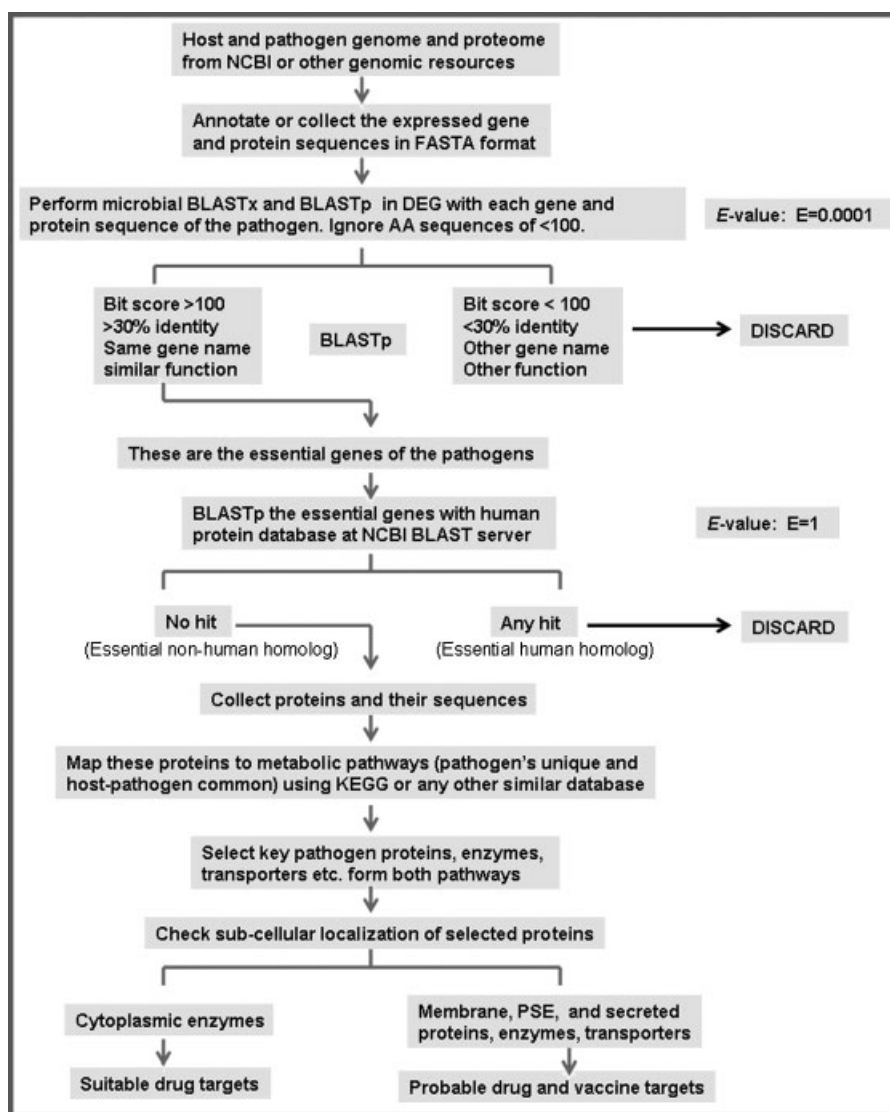 Host and pathogen genome and proteome
from NCBI or other genomic resources
Annotate or collect the expressed gene
and protein sequences in FASTA format
Perform microbial BLASTx and BLASTp in DEG with each gene and
protein sequence of the pathogen. Ignore AA sequences of <100.
E-value: E=0.0001
Bit score >100
>30% identity
Same gene name
similar function
BLASTp
Bit score < 100
<30% identity
Other gene name
Other function
DISCARD
These are the essential genes of the pathogens
BLASTp the essential genes with human
protein database at NCBI BLAST server
E-value: E=1
No hit
(Essential non-human homolog)
Any hit
(Essential human homolog)
DISCARD
Collect proteins and their sequences
Map these proteins to metabolic pathways (pathogen's unique and
host-pathogen common) using KEGG or any other similar database
Select key pathogen proteins, enzymes,
transporters etc. form both pathways
Check sub-cellular localization of selected proteins
Cytoplasmic enzymes
Suitable drug targets
Membrane, PSE, and secreted
proteins, enzymes, transporters
Probable drug and vaccine targets